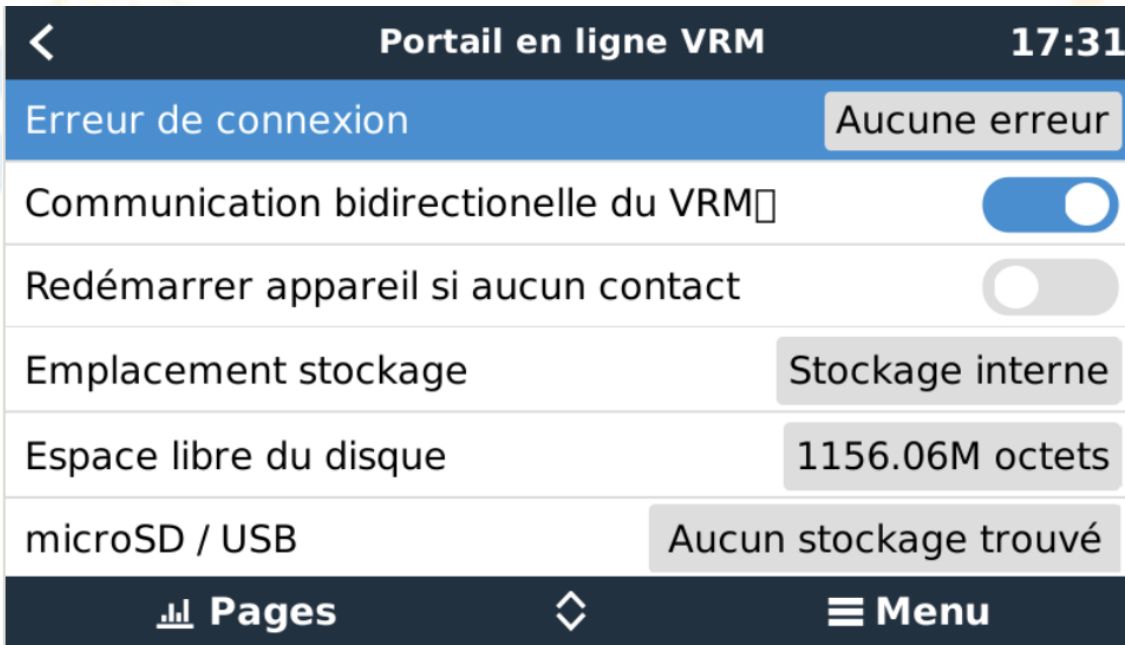 Portail en ligne VRM 17:31
Erreur de connexion Aucune erreur
Communication bidirectionelle du VRM
Redémarrer appareil si aucun contact
Emplacement stockage Stockage interne
Espace libre du disque 1156.06M octets
microSD / USB Aucun stockage trouvé
Pages Menu